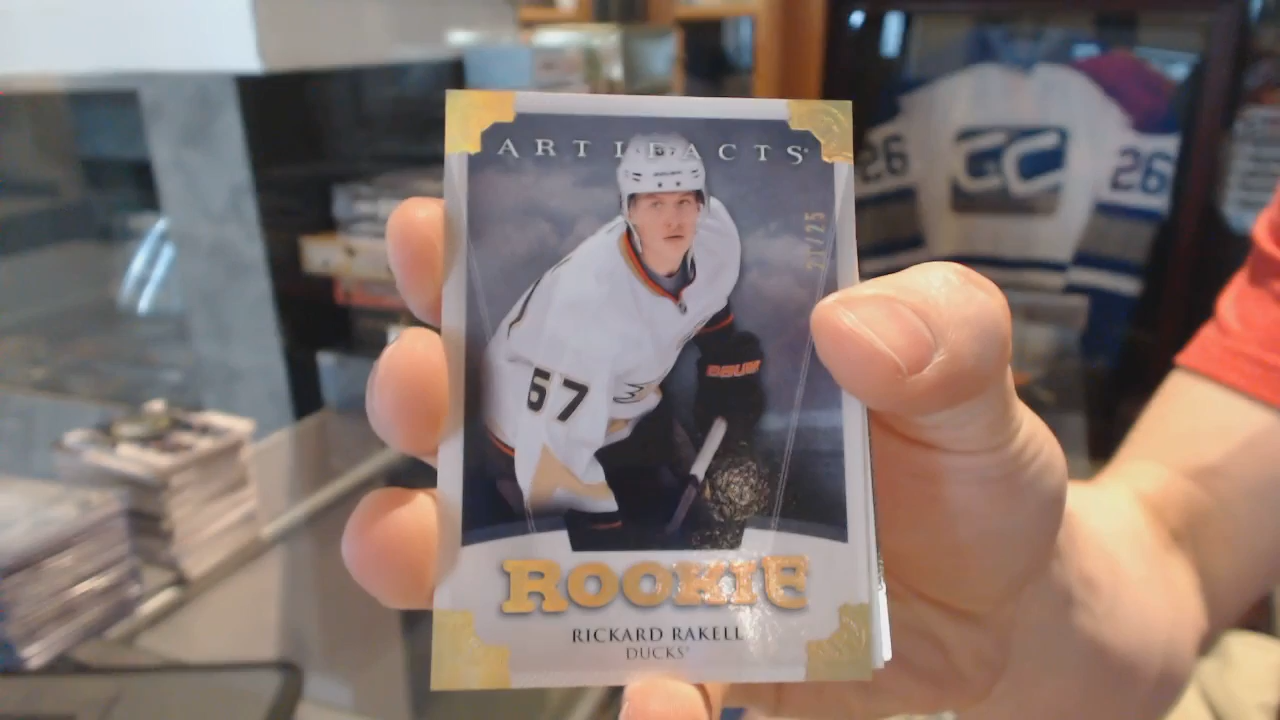 ARTIFACTS
67
BAUER
ROOKIE
RICKARD RAKELL
DUCKS
26
26